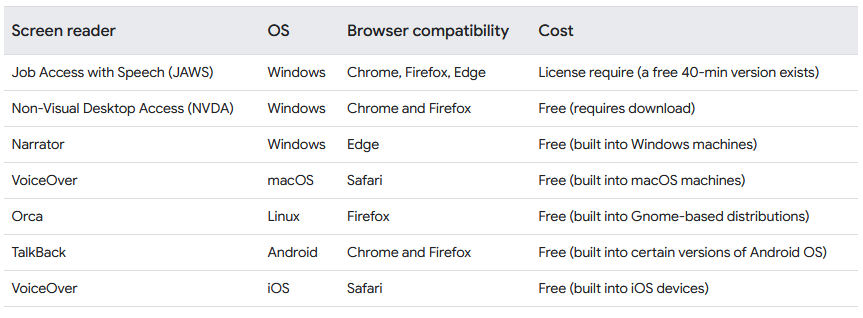 Screen reader OS Browser compatibility Cost
Job Access with Speech (JAWS) Windows Chrome, Firefox, Edge License require (a free 40-min version exists)
Non-Visual Desktop Access (NVDA) Windows Chrome and Firefox Free (requires download)
Narrator Windows Edge Free (built into Windows machines)
VoiceOver macOS Safari Free (built into macOS machines)
Orca Linux Firefox Free (built into Gnome-based distributions)
TalkBack Android Chrome and Firefox Free (built into certain versions of Android OS)
VoiceOver iOS Safari Free (built into iOS devices)